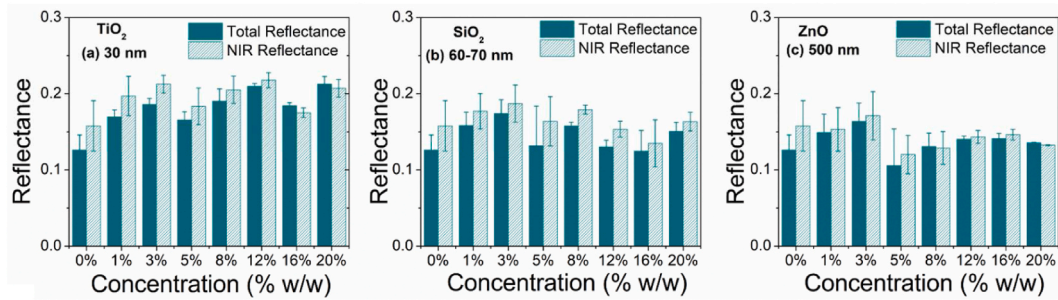 0.3
TiO2
(a) 30 nm
Total Reflectance
NIR Reflectance
0.2
0.1
0.0
Reflectance
0% 1% 3% 5% 8% 12% 16% 20%
Concentration (% w/w)
0.3
SiO2
(b) 60-70 nm
Total Reflectance
NIR Reflectance
0.2
0.1
0.0
Reflectance
0% 1% 3% 5% 8% 12% 16% 20%
Concentration (% w/w)
0.3
ZnO
(c) 500 nm
Total Reflectance
NIR Reflectance
0.2
0.1
0.0
Reflectance
0% 1% 3% 5% 8% 12% 16% 20%
Concentration (% w/w)